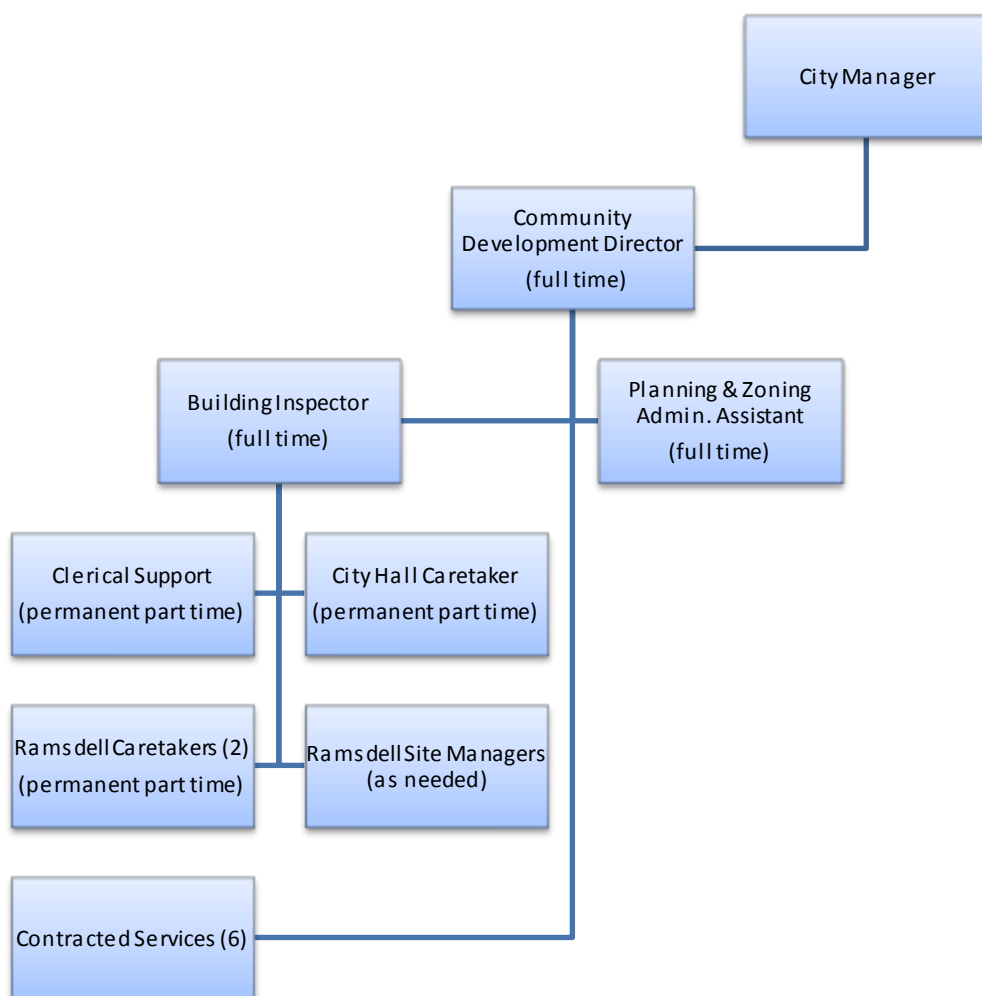 City Manager
Community
Development Director
(full time)
Building Inspector
(full time)
Planning & Zoning
Admin. Assistant
(full time)
Clerical Support
(permanent part time)
City Hall Caretaker
(permanent part time)
Ramsdell Caretakers (2)
(permanent part time)
Ramsdell Site Managers
(as needed)
Contracted Services (6)